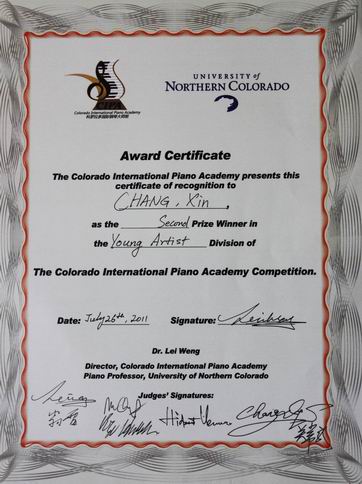 CIPA
Colorado International Piano Academy
UNIVERSITY of
NORTHERN COLORADO
Award Certificate
The Colorado International Piano Academy presents this
certificate of recognition to
CHANG, Xin,
as the Second Prize Winner in
the Young Artist Division of
The Colorado International Piano Academy Competition.
Date: July 26th, 2011 Signature:
Dr. Lei Weng
Director, Colorado International Piano Academy
Piano Professor, University of Northern Colorado
Judges' Signatures: